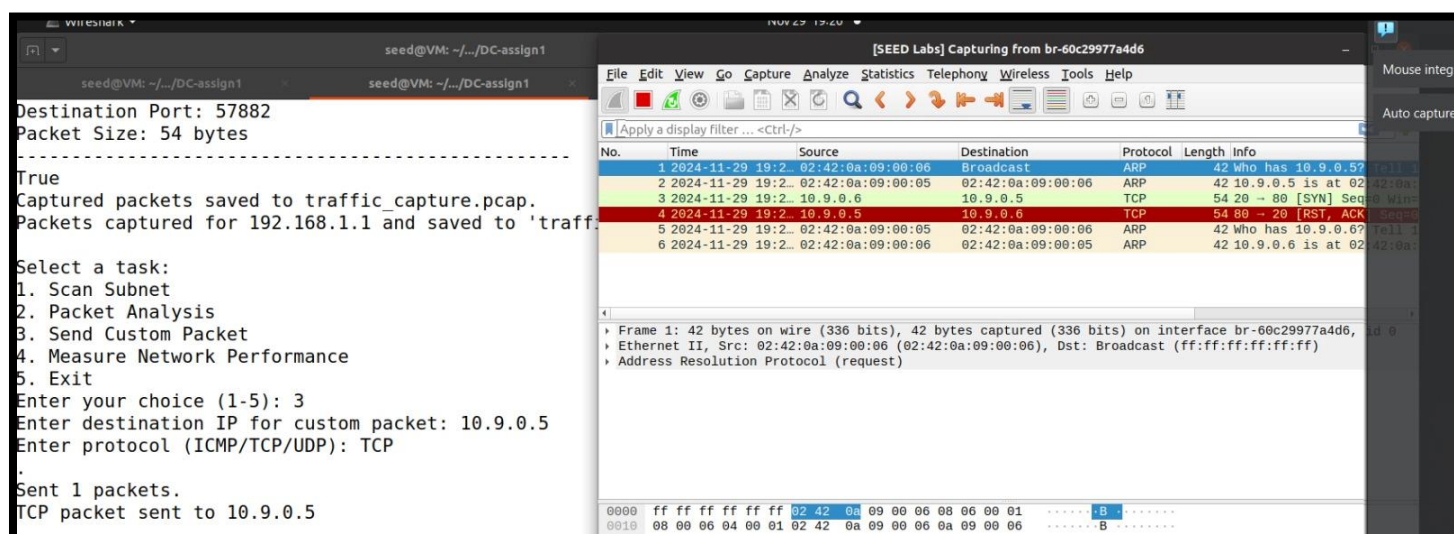 Wireshark
Nov 29 19:20
seed@VM: ~/.../DC-assign1
seed@VM: ~/.../DC-assign1
seed@VM: ~/.../DC-assign1
Destination Port: 57882
Packet Size: 54 bytes
--------------------------------------------------
True
Captured packets saved to traffic_capture.pcap.
Packets captured for 192.168.1.1 and saved to 'traffi
Select a task:
1. Scan Subnet
2. Packet Analysis
3. Send Custom Packet
4. Measure Network Performance
5. Exit
Enter your choice (1-5): 3
Enter destination IP for custom packet: 10.9.0.5
Enter protocol (ICMP/TCP/UDP): TCP
.
Sent 1 packets.
TCP packet sent to 10.9.0.5
[SEED Labs] Capturing from br-60c29977a4d6
File Edit View Go Capture Analyze Statistics Telephony Wireless Tools Help
Apply a display filter ... <Ctrl-/>
No. Time Source Destination Protocol Length Info
1 2024-11-29 19:2… 02:42:0a:09:00:06 Broadcast ARP 42 Who has 10.9.0.5? Tell 1
2 2024-11-29 19:2… 02:42:0a:09:00:05 02:42:0a:09:00:06 ARP 42 10.9.0.5 is at 02:42:0a:
3 2024-11-29 19:2… 10.9.0.6 10.9.0.5 TCP 54 20 → 80 [SYN] Seq=0 Win=
4 2024-11-29 19:2… 10.9.0.5 10.9.0.6 TCP 54 80 → 20 [RST, ACK] Seq=0
5 2024-11-29 19:2… 02:42:0a:09:00:05 02:42:0a:09:00:06 ARP 42 Who has 10.9.0.6? Tell 1
6 2024-11-29 19:2… 02:42:0a:09:00:06 02:42:0a:09:00:05 ARP 42 10.9.0.6 is at 02:42:0a:
Frame 1: 42 bytes on wire (336 bits), 42 bytes captured (336 bits) on interface br-60c29977a4d6, id 0
Ethernet II, Src: 02:42:0a:09:00:06 (02:42:0a:09:00:06), Dst: Broadcast (ff:ff:ff:ff:ff:ff)
Address Resolution Protocol (request)
0000 ff ff ff ff ff ff 02 42 0a 09 00 06 08 06 00 01 ·······B ········
0010 08 00 06 04 00 01 02 42 0a 09 00 06 0a 09 00 06 ·······B ········
Mouse integ
Auto capture